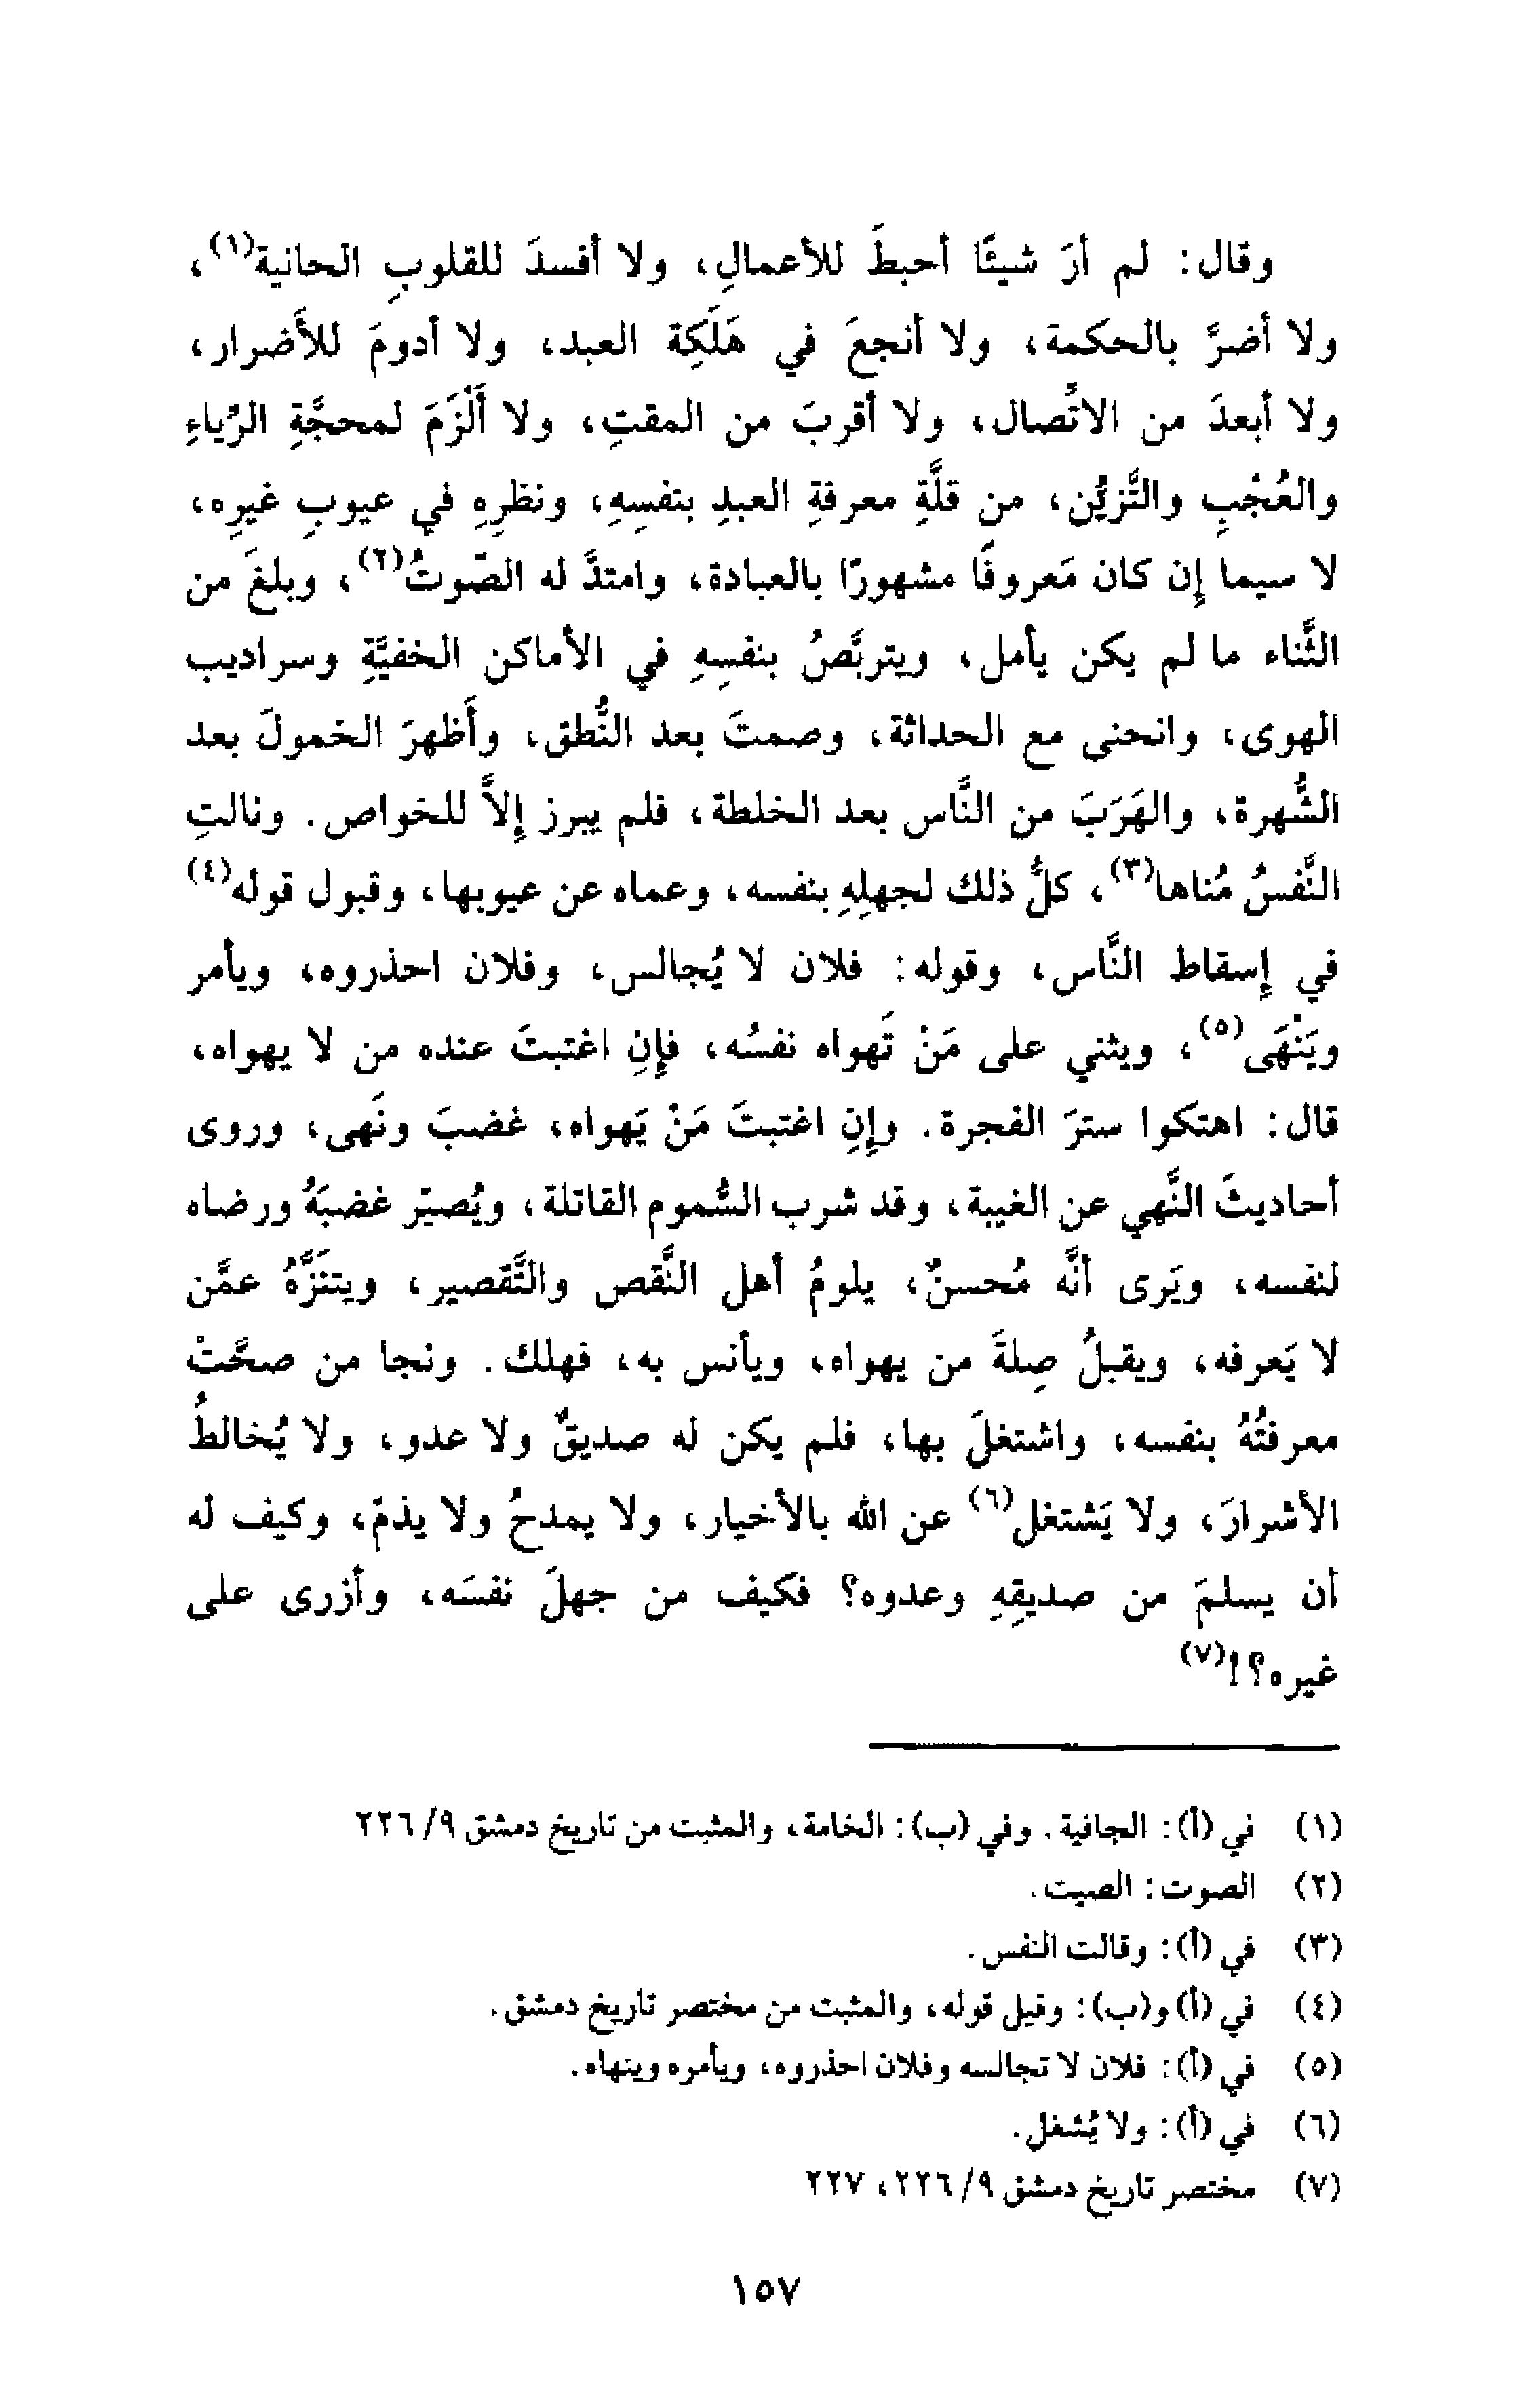 وقال: لم أرَ شيئًا أحبطَ للأعمالِ، ولا أفسدَ للقلوبِ الحانية(١)،
ولا أضرَّ بالحكمة، ولا أنجعَ في هَلَكِة العبد، ولا أدومَ للأَضرار،
ولا أبعدَ من الاتُصال، ولا أقربَ من المقتِ، ولا أَلْزَمَ لمحجَّةِ الرِّياءِ
والعُجْبِ والتَّزيُّن، من قلَّةِ معرفةِ العبدِ بنفسِهِ، ونظرِهِ في عيوبِ غيرِه،
لا سيما إن كان مَعروفًا مشهورًا بالعبادة، وامتدَّ له الصّوتُ(٢)، وبلغَ من
الثَّناء ما لم يكن يأمل، ويتربَّصُ بنفسِهِ في الأماكن الخفيَّةِ وسراديب
الهوى، وانحنى مع الحداثة، وصمتَ بعد النُّطق، وأَظهرَ الخمولَ بعد
الشُّهرة، والهَرَبَ من النَّاس بعد الخلطة، فلم يبرز إلاَّ للخواص. ونالتِ
النَّفسُ مُناها(٣)، كلُّ ذلك لجهلِهِ بنفسه، وعماه عن عيوبها، وقبول قوله(٤)
في إسقاط النَّاس، وقوله: فلان لا يُجالس، وفلان احذروه، ويأمر
ويَنْهَى(٥)، ويثني على مَنْ تَهواه نفسُه، فإنِ اغتبتَ عنده من لا يهواه،
قال: اهتكوا سترَ الفجرة. وإنِ اغتبتَ مَنْ يَهواه، غضبَ ونَهى، وروى
أحاديثَ النَّهي عن الغيبة، وقد شرب السُّموم القاتلة، ويُصيّر غضبَهُ ورضاه
لنفسه، ويَرى أنَّه مُحسنٌ، يلومُ أهل النَّقص والتَّقصير، ويتنَزَّهُ عمَّن
لا يَعرفه، ويقبلُ صِلةَ من يهواه، ويأنس به، فهلك. ونجا من صحَّتْ
معرفتُهُ بنفسه، واشتغلَ بها، فلم يكن له صديقٌ ولا عدو، ولا يُخالطُ
الأشرارَ، ولا يَشتغل(٦) عن الله بالأخيار، ولا يمدحُ ولا يذمّ، وكيف له
أن يسلمَ من صديقِهِ وعدوه؟ فكيف من جهلَ نفسَه، وأزرى على
غيره؟!(٧)
(١) في (أ): الجافية. وفي (ب): الخامة، والمثبت من تاريخ دمشق ٩/ ٢٢٦
(٢) الصوت: الصيت.
(٣) في (أ): وقالت النفس.
(٤) في (أ) و(ب): وقيل قوله، والمثبت من مختصر تاريخ دمشق.
(٥) في (أ): فلان لا تجالسه وفلان احذروه، ويأمره وينهاه.
(٦) في (أ): ولا يُشغل.
(٧) مختصر تاريخ دمشق ٩/ ٢٢٦، ٢٢٧
١٥٧